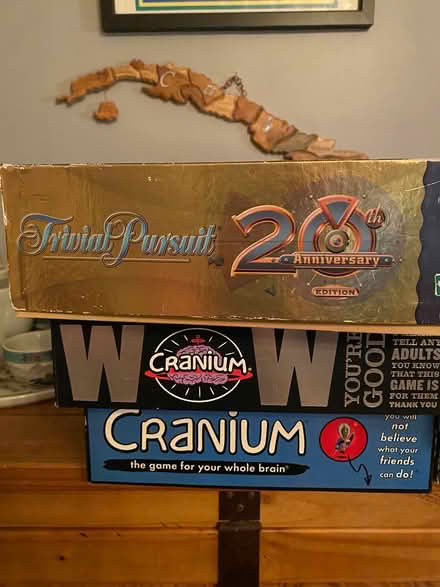 Trivial Pursuit
20th
Anniversary
EDITION
WOW
CRANIUM
YOU'RE
GOOD
TELL ANY
ADULTS
YOU KNOW
THAT THIS
GAME IS
FOR THEM
THANK YOU
CRANIUM
the game for your whole brain®
you will
not
believe
what your
friends
can do!